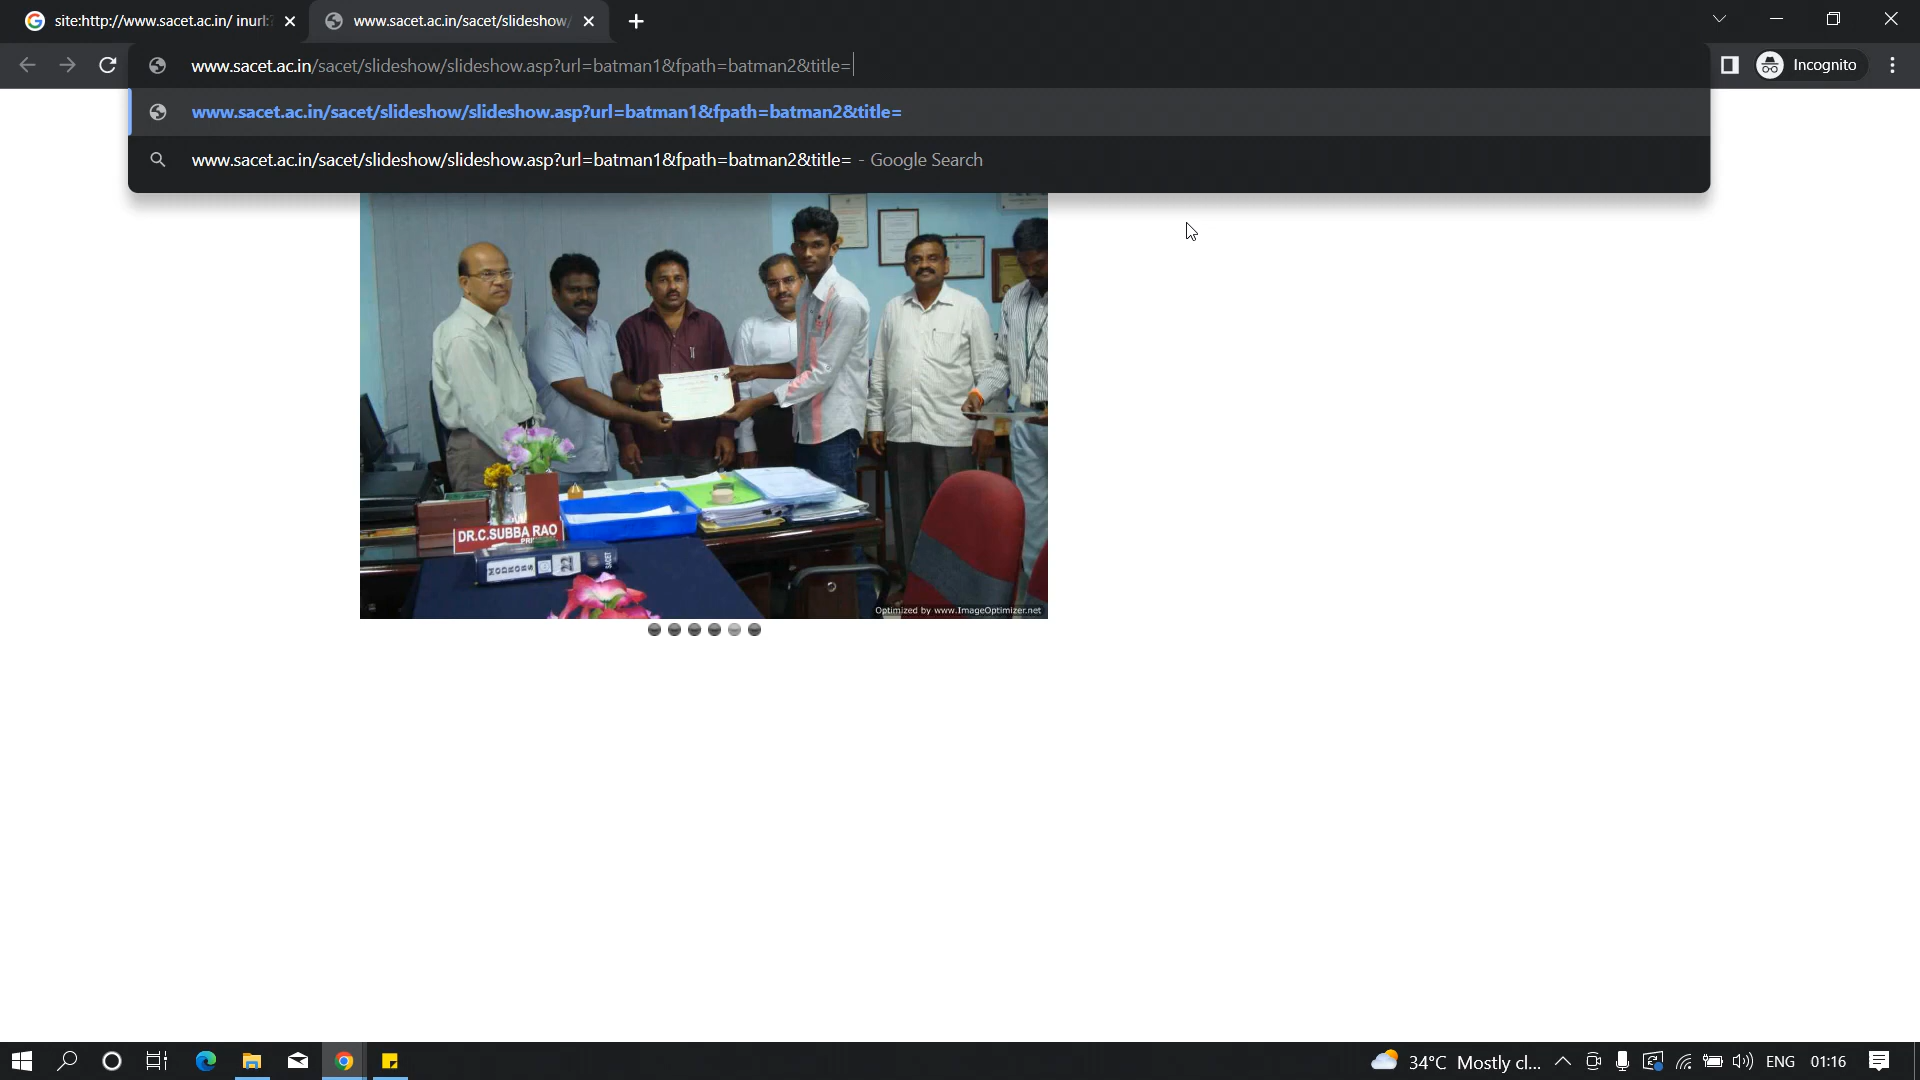 site:http://www.sacet.ac.in/ inurl:?
www.sacet.ac.in/sacet/slideshow/
www.sacet.ac.in/sacet/slideshow/slideshow.asp?url=batman1&fpath=batman2&title=
Incognito
www.sacet.ac.in/sacet/slideshow/slideshow.asp?url=batman1&fpath=batman2&title=
www.sacet.ac.in/sacet/slideshow/slideshow.asp?url=batman1&fpath=batman2&title= - Google Search
DR.C.SUBBA RAO
SACET
22
Optimized by www.ImageOptimizer.net
34°C Mostly cl...
ENG
01:16